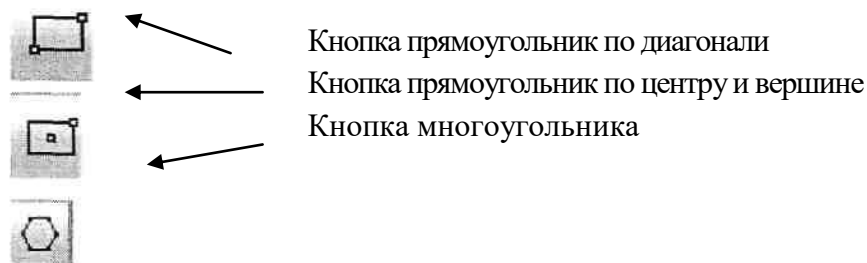 Кнопка прямоугольник по диагонали
Кнопка прямоугольник по центру и вершине
Кнопка многоугольника